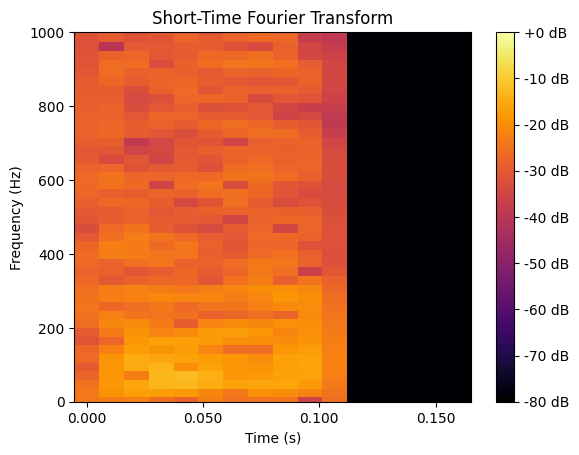 Short-Time Fourier Transform
1000
800
600
400
200
0
Frequency (Hz)
0.000
0.050
0.100
0.150
Time (s)
+0 dB
-10 dB
-20 dB
-30 dB
-40 dB
-50 dB
-60 dB
-70 dB
-80 dB